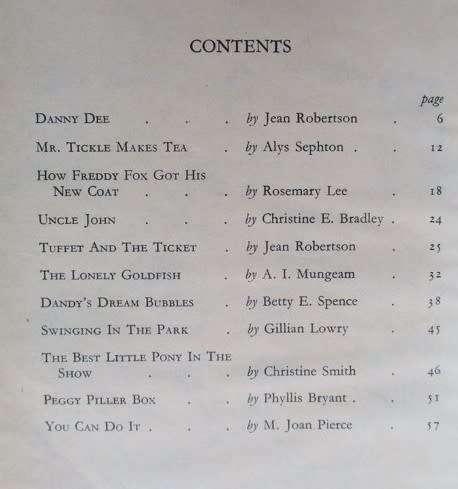 CONTENTS
page
DANNY DEE . . . by Jean Robertson . 6
MR. TICKLE MAKES TEA . by Alys Sephton . . 12
HOW FREDDY FOX GOT HIS
NEW COAT . . . by Rosemary Lee . 18
UNCLE JOHN . . . by Christine E. Bradley . 24
TUFFET AND THE TICKET . by Jean Robertson . 25
THE LONELY GOLDFISH . by A. I. Mungeam . 32
DANDY'S DREAM BUBBLES . by Betty E. Spence . 38
SWINGING IN THE PARK . by Gillian Lowry . 45
THE BEST LITTLE PONY IN THE
SHOW . . . by Christine Smith . 46
PEGGY PILLER BOX . . by Phyllis Bryant . . 51
YOU CAN DO IT . . . by M. Joan Pierce . 57